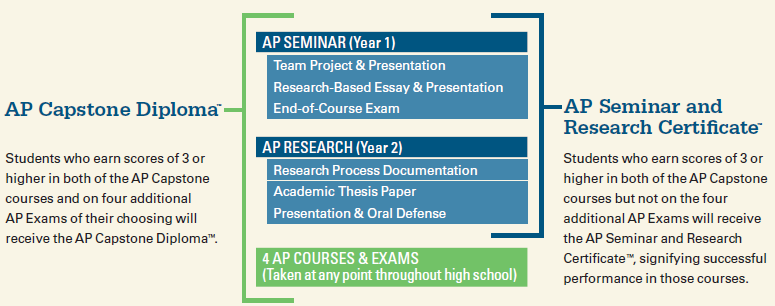 AP Capstone Diploma™
Students who earn scores of 3 or
higher in both of the AP Capstone
courses and on four additional
AP Exams of their choosing will
receive the AP Capstone Diploma™.
AP SEMINAR (Year 1)
Team Project & Presentation
Research-Based Essay & Presentation
End-of-Course Exam
AP RESEARCH (Year 2)
Research Process Documentation
Academic Thesis Paper
Presentation & Oral Defense
4 AP COURSES & EXAMS
(Taken at any point throughout high school)
AP Seminar and
Research Certificate™
Students who earn scores of 3 or
higher in both of the AP Capstone
courses but not on the four
additional AP Exams will receive
the AP Seminar and Research
Certificate™, signifying successful
performance in those courses.